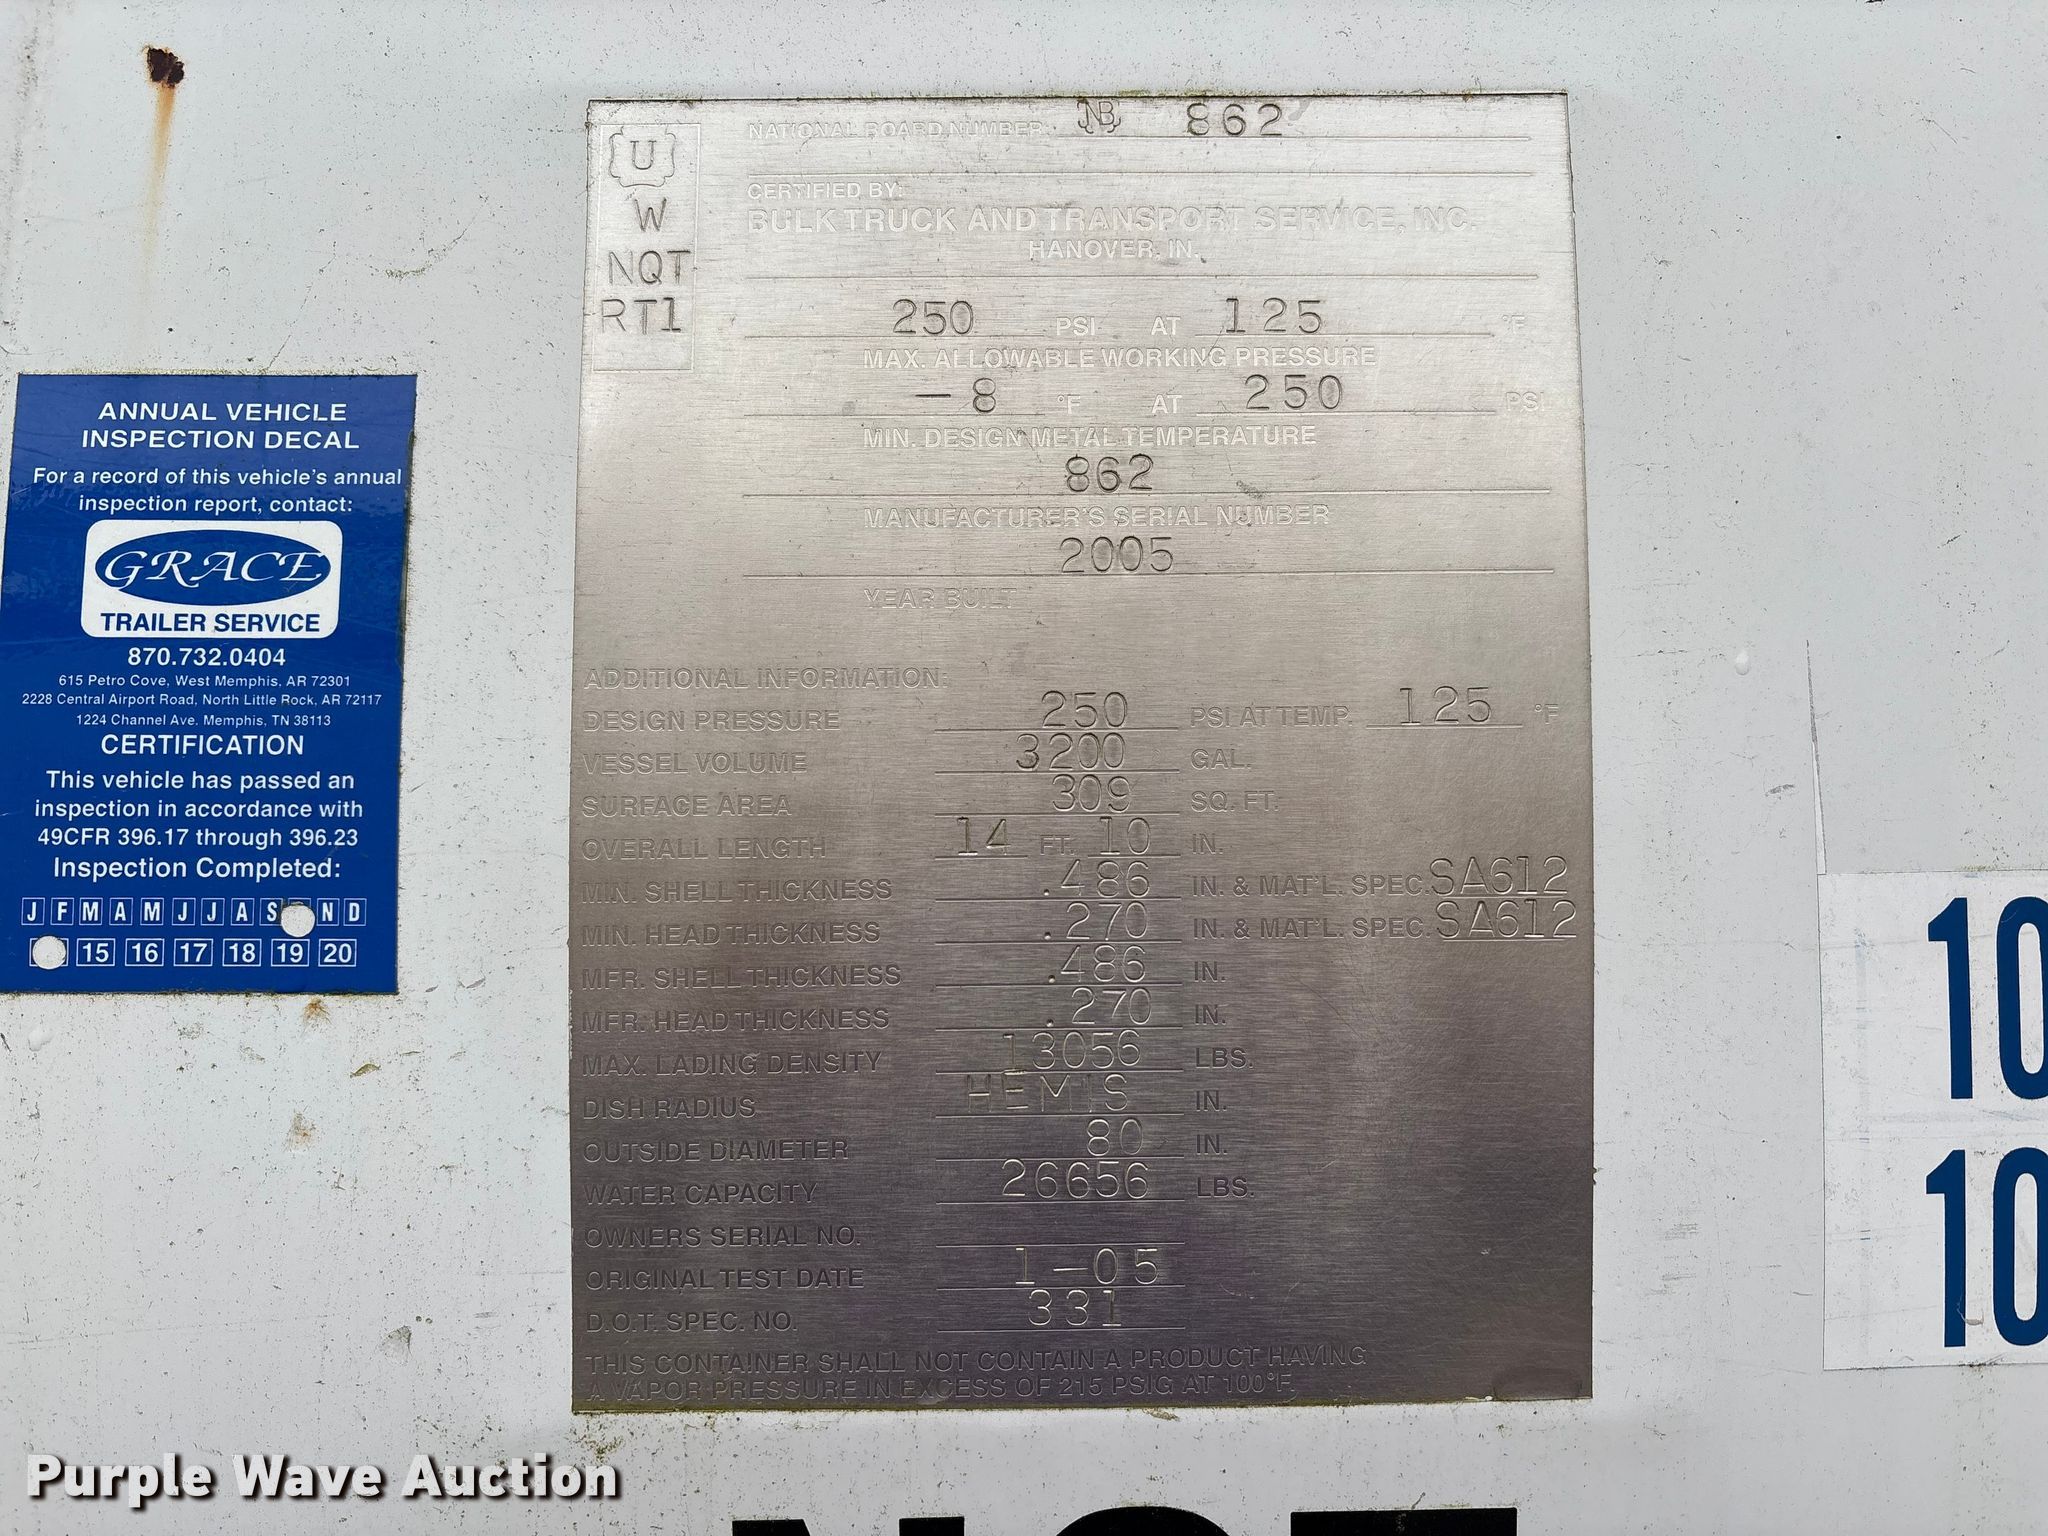 ANNUAL VEHICLE
INSPECTION DECAL
For a record of this vehicle's annual
inspection report, contact:
GRACE
TRAILER SERVICE
870.732.0404
615 Petro Cove, West Memphis, AR 72301
2228 Central Airport Road, North Little Rock, AR 72117
1224 Channel Ave. Memphis, TN 38113
CERTIFICATION
This vehicle has passed an
inspection in accordance with
49CFR 396.17 through 396.23
Inspection Completed:
J F M A M J J A S N D
15 16 17 18 19 20
U
W
NQT
RT1
NATIONAL BOARD NUMBER: NB 862
CERTIFIED BY:
BULK TRUCK AND TRANSPORT SERVICE, INC.
HANOVER, IN.
250 PSI AT 125 °F
MAX. ALLOWABLE WORKING PRESSURE
-8 °F AT 250 PSI
MIN. DESIGN METAL TEMPERATURE
862
MANUFACTURER'S SERIAL NUMBER
2005
YEAR BUILT
ADDITIONAL INFORMATION:
DESIGN PRESSURE 250 PSI AT TEMP. 125 °F
VESSEL VOLUME 3200 GAL.
SURFACE AREA 309 SQ. FT.
OVERALL LENGTH 14 FT. 10 IN.
MIN. SHELL THICKNESS .486 IN. & MAT'L. SPEC. SA612
MIN. HEAD THICKNESS .270 IN. & MAT'L. SPEC. SA612
MFR. SHELL THICKNESS .486 IN.
MFR. HEAD THICKNESS .270 IN.
MAX. LADING DENSITY 13056 LBS.
DISH RADIUS HEMIS IN.
OUTSIDE DIAMETER 80 IN.
WATER CAPACITY 26656 LBS.
OWNERS SERIAL NO.
ORIGINAL TEST DATE 1-05
D.O.T. SPEC. NO. 331
THIS CONTAINER SHALL NOT CONTAIN A PRODUCT HAVING
A VAPOR PRESSURE IN EXCESS OF 215 PSIG AT 100°F.
10
10
Purple Wave Auction